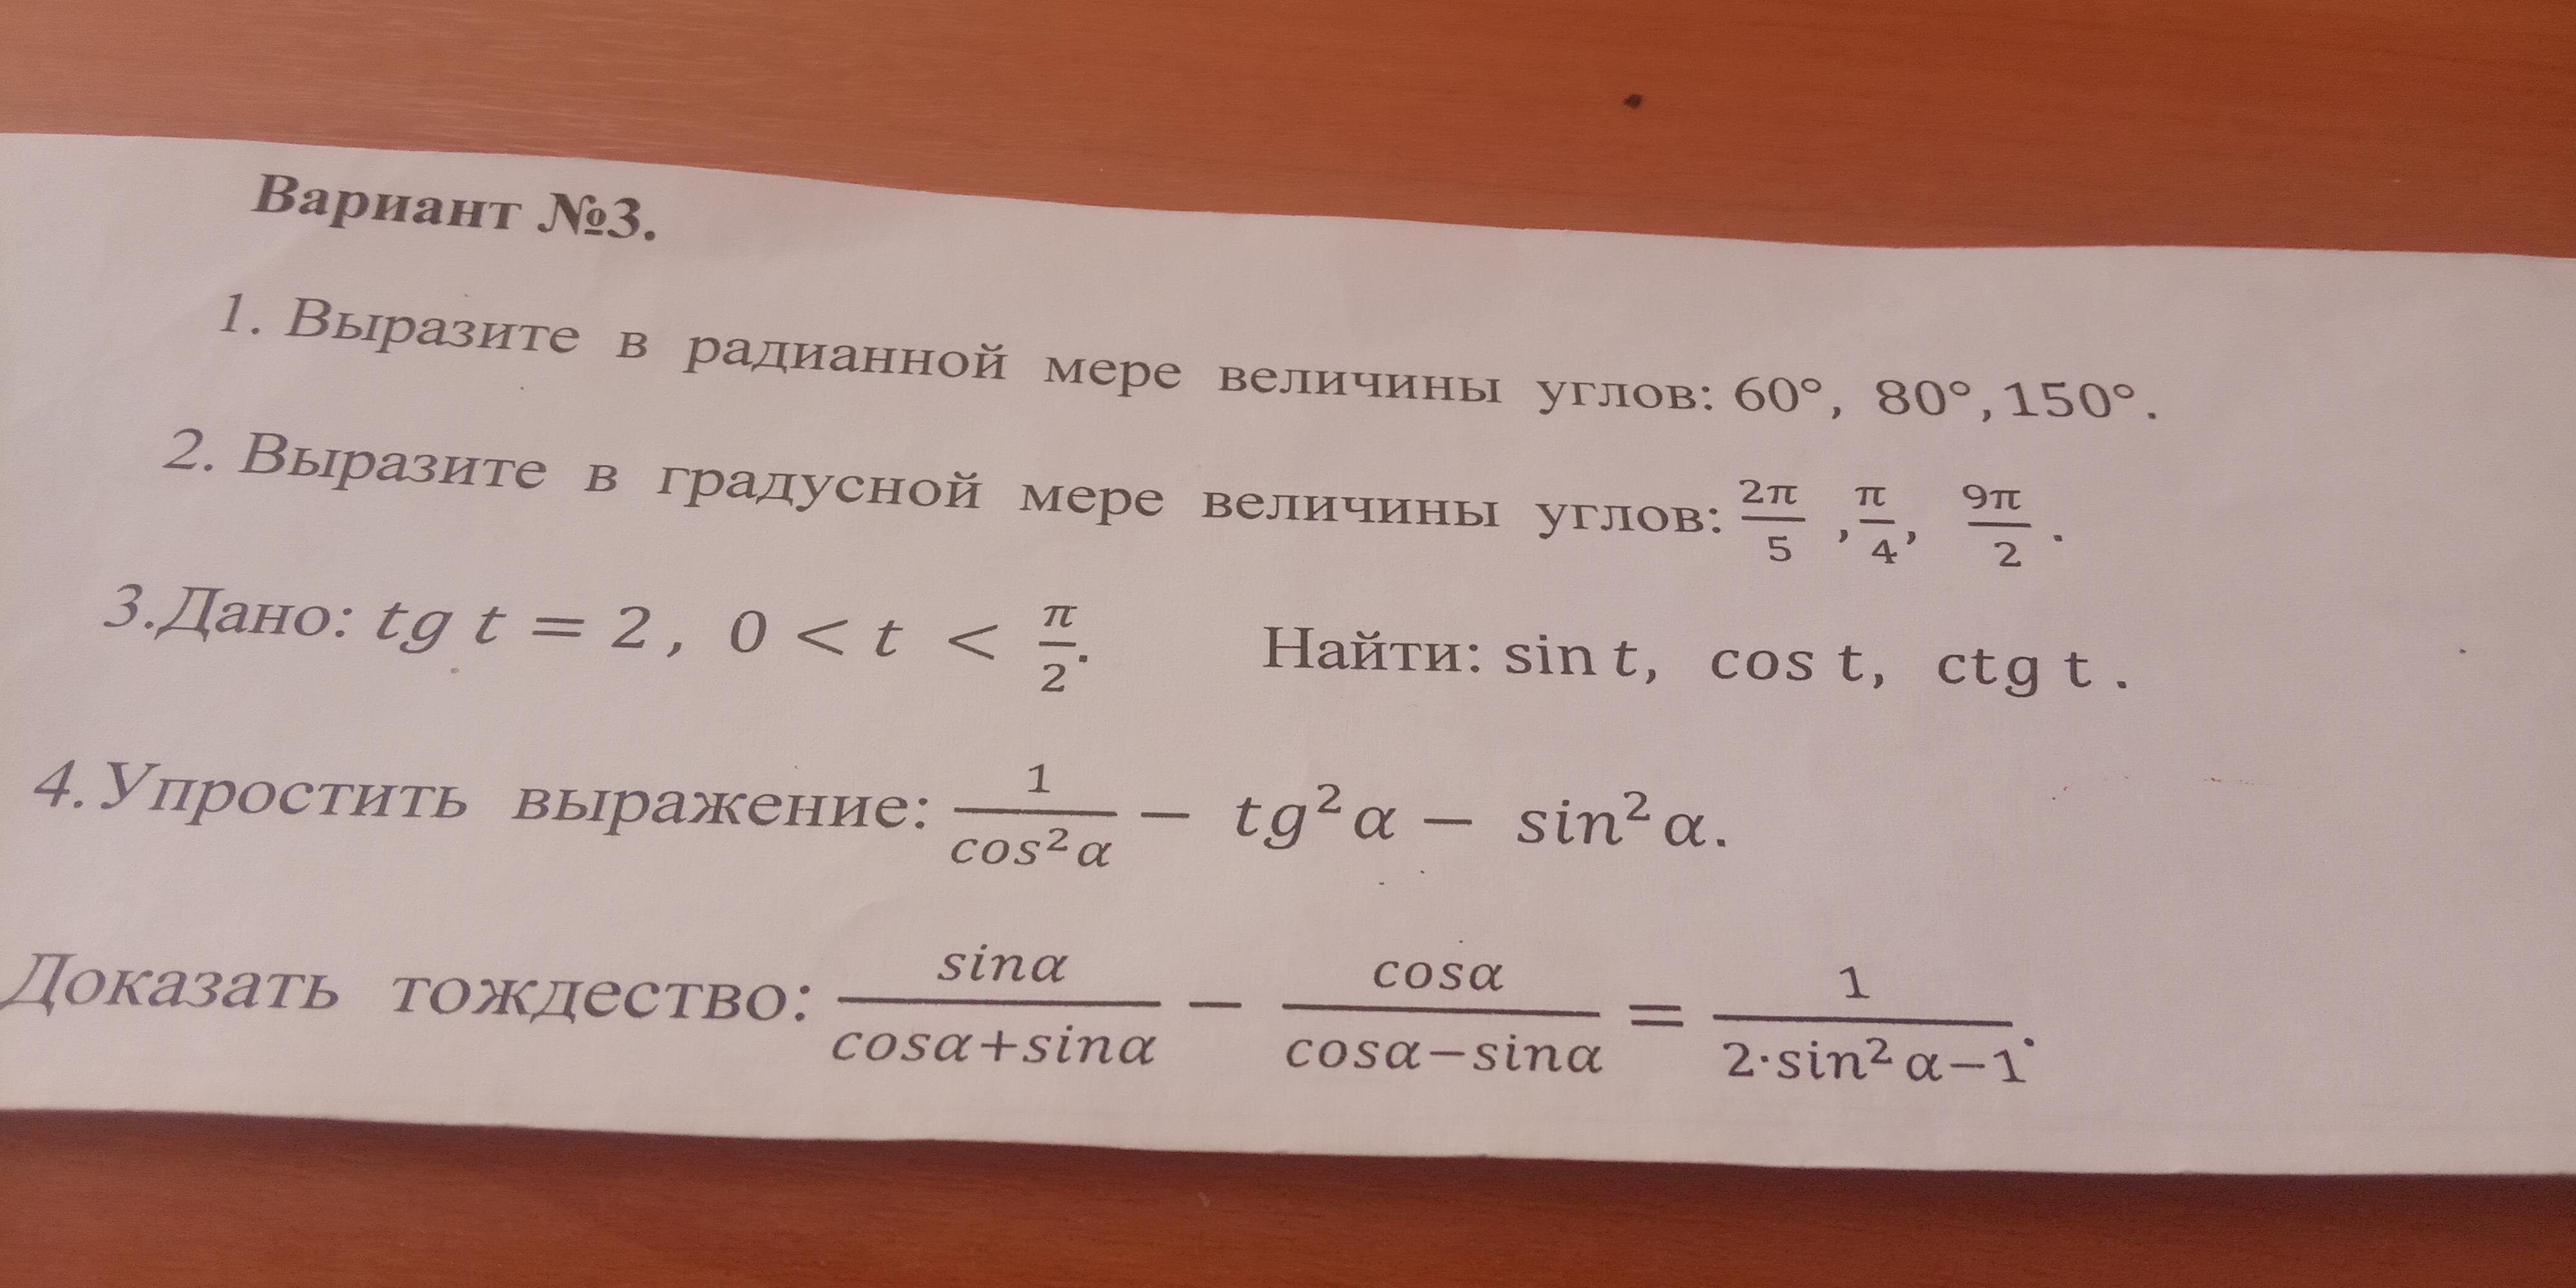 Вариант №3.
1. Выразите в радианной мере величины углов: 60°, 80°, 150°.
2. Выразите в градусной мере величины углов: 2π/5 , π/4, 9π/2 .
3.Дано: tg t = 2 , 0 < t < π/2. Найти: sin t, cos t, ctg t .
4. Упростить выражение: 1/cos²α − tg²α − sin²α.
Доказать тождество: sinα/(cosα+sinα) − cosα/(cosα−sinα) = 1/(2·sin²α−1).